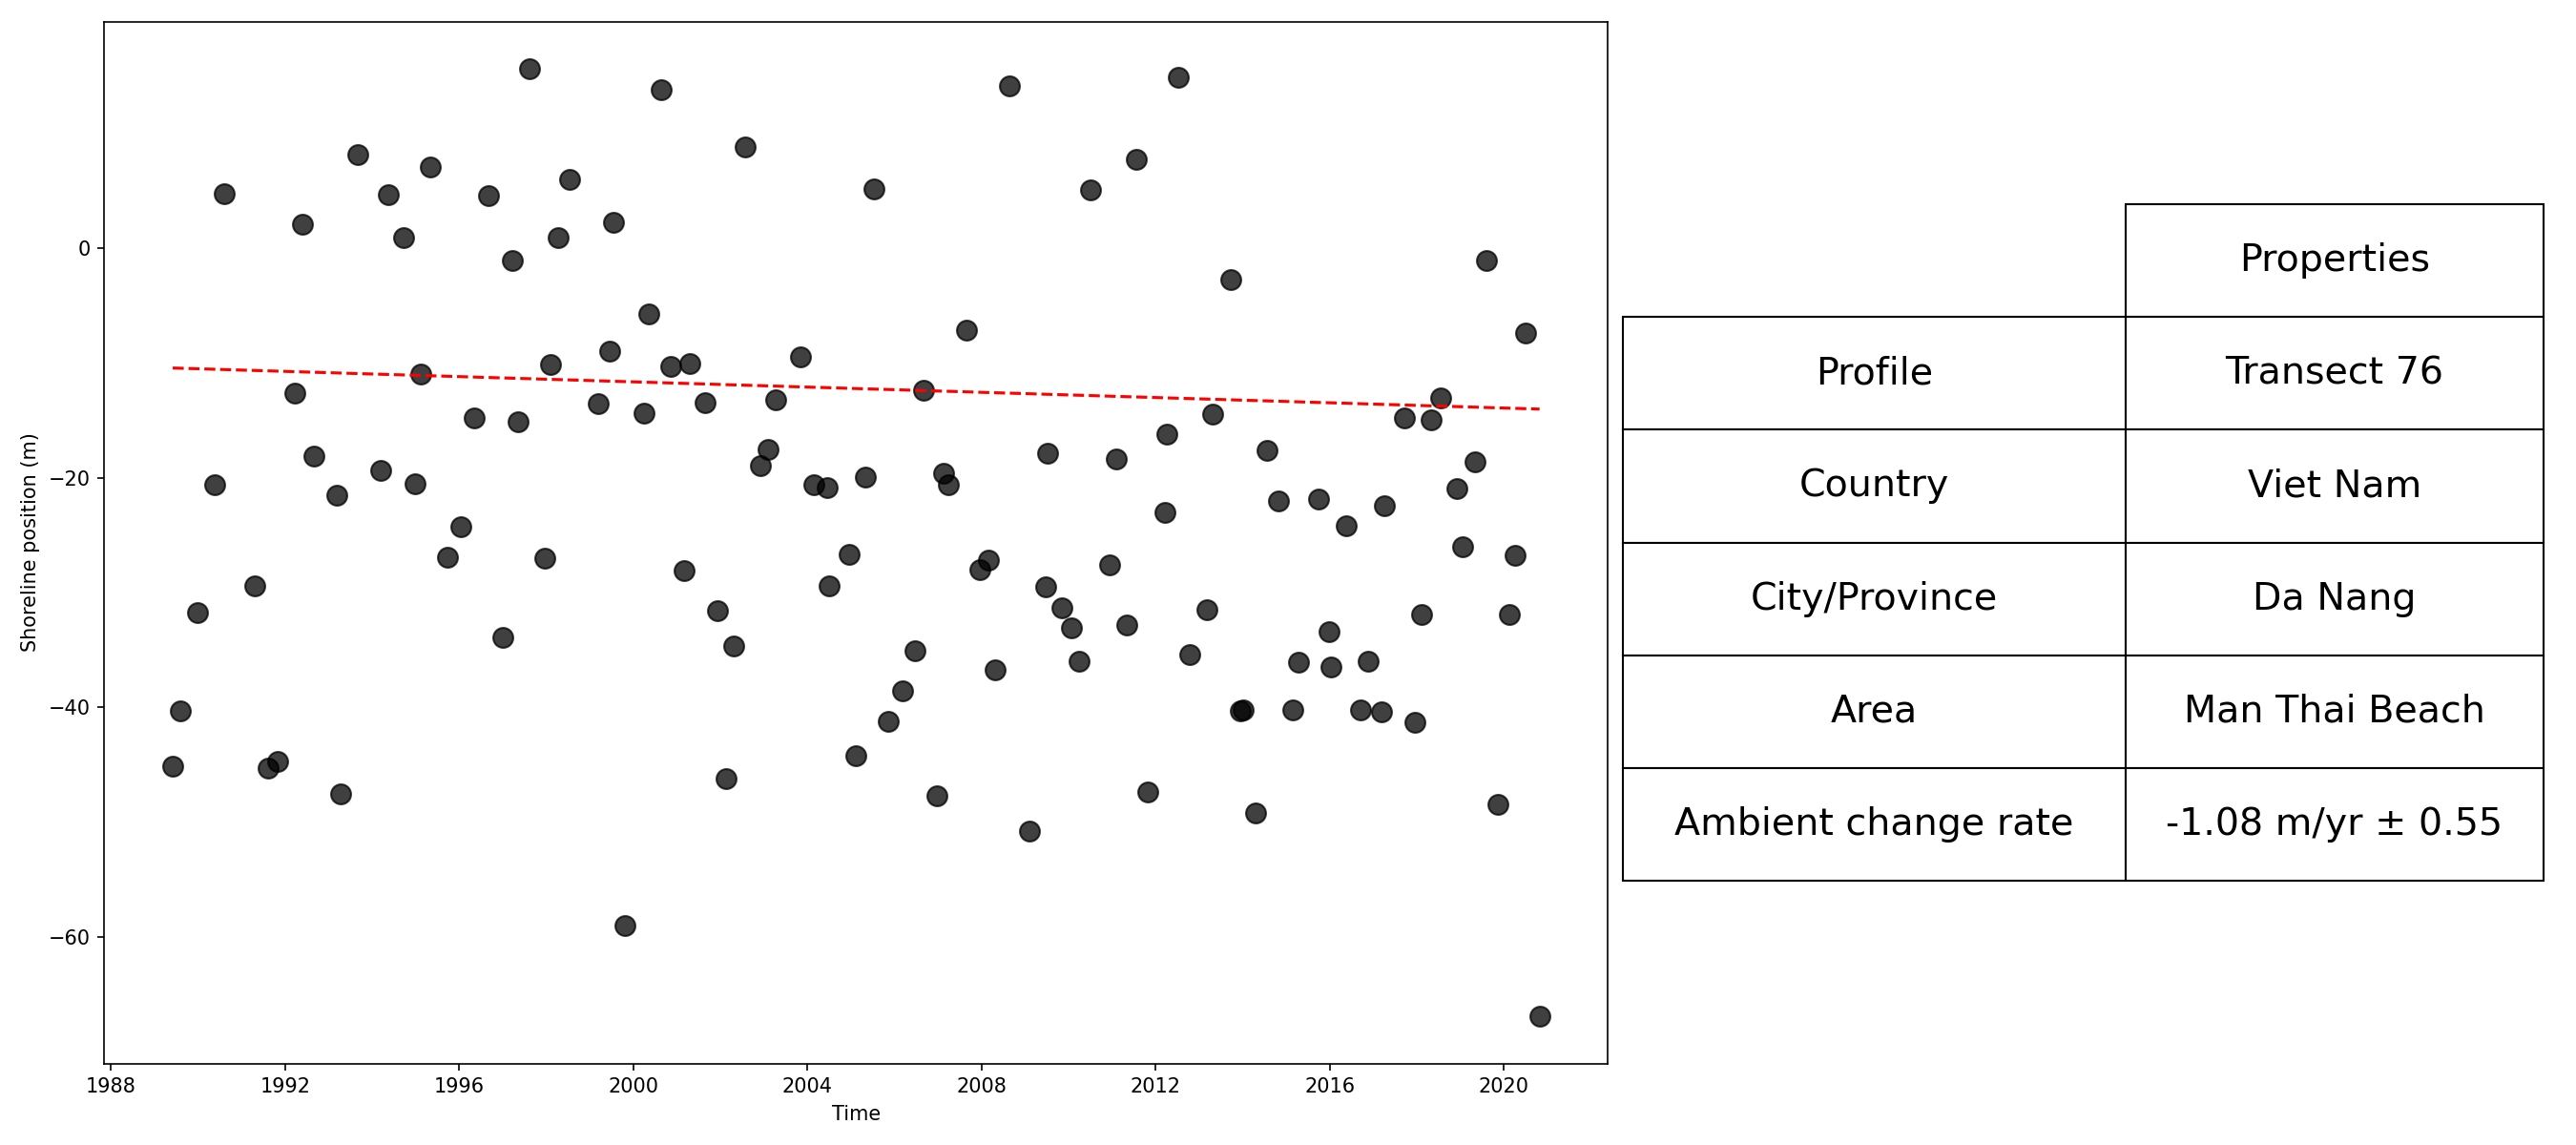 Shoreline position (m)
0
−20
−40
−60
1988 1992 1996 2000 2004 2008 2012 2016 2020
Time
Properties
Profile Transect 76
Country Viet Nam
City/Province Da Nang
Area Man Thai Beach
Ambient change rate -1.08 m/yr ± 0.55